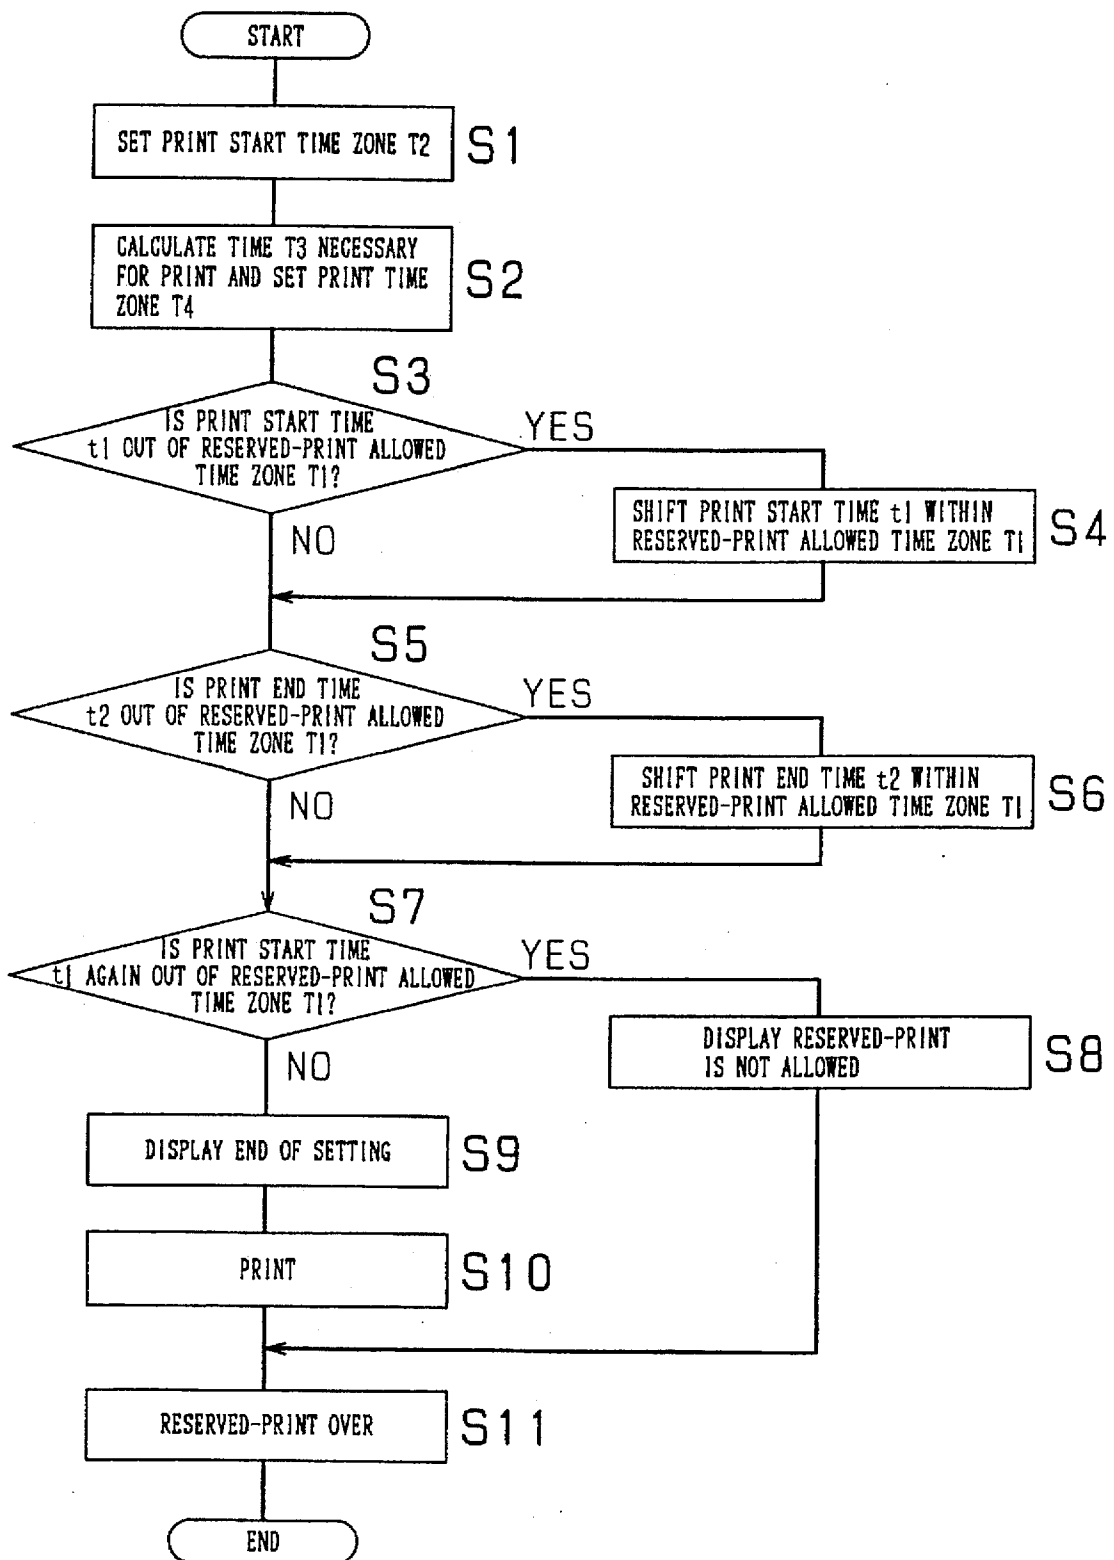 START
SET PRINT START TIME ZONE T2
S1
CALCULATE TIME T3 NECESSARY
FOR PRINT AND SET PRINT TIME
ZONE T4
S2
S3
IS PRINT START TIME
t1 OUT OF RESERVED-PRINT ALLOWED
TIME ZONE T1?
YES
NO
SHIFT PRINT START TIME t1 WITHIN
RESERVED-PRINT ALLOWED TIME ZONE T1
S4
S5
IS PRINT END TIME
t2 OUT OF RESERVED-PRINT ALLOWED
TIME ZONE T1?
YES
NO
SHIFT PRINT END TIME t2 WITHIN
RESERVED-PRINT ALLOWED TIME ZONE T1
S6
S7
IS PRINT START TIME
t1 AGAIN OUT OF RESERVED-PRINT ALLOWED
TIME ZONE T1?
YES
NO
DISPLAY RESERVED-PRINT
IS NOT ALLOWED
S8
DISPLAY END OF SETTING
S9
PRINT
S10
RESERVED-PRINT OVER
S11
END